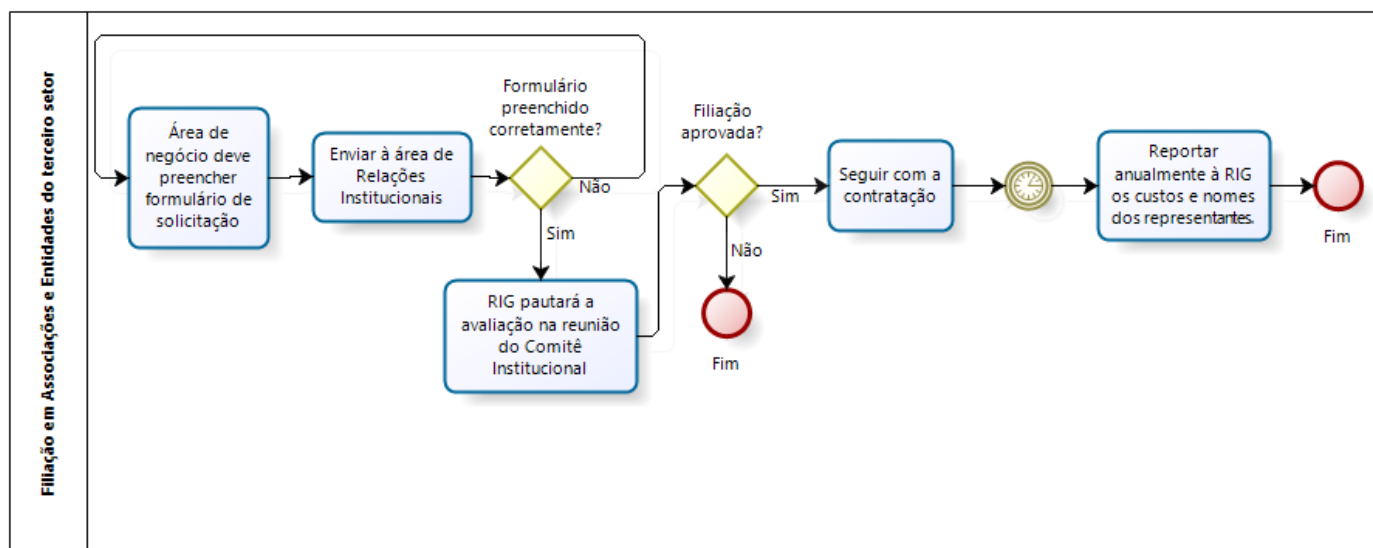 Filiação em Associações e Entidades do terceiro setor
Área de
negócio deve
preencher
formulário de
solicitação
Enviar à área de
Relações
Institucionais
Formulário
preenchido
corretamente?
Não
Sim
RIG pautará a
avaliação na reunião
do Comitê
Institucional
Filiação
aprovada?
Sim
Não
Fim
Seguir com a
contratação
Reportar
anualmente à RIG
os custos e nomes
dos representantes.
Fim